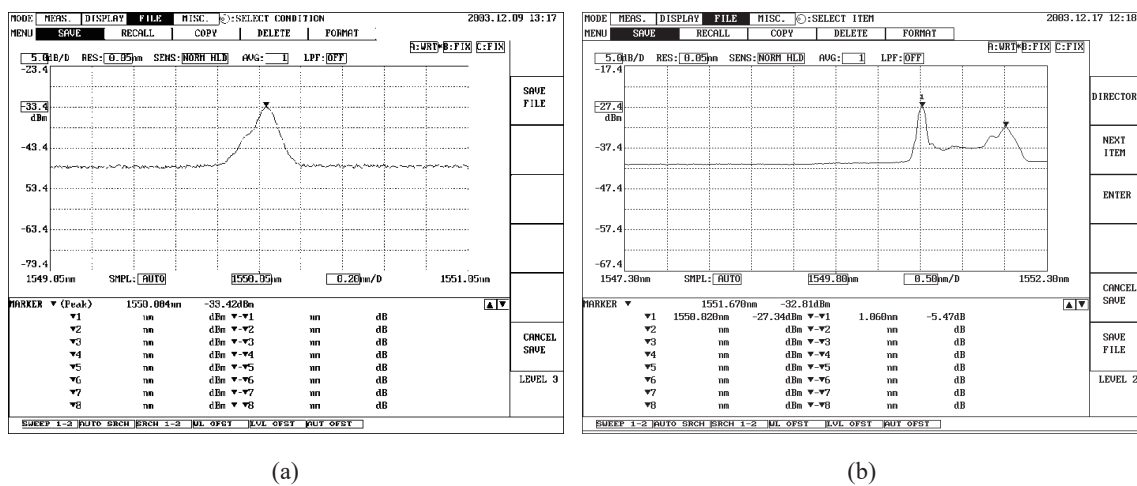 MODE MEAS. DISPLAY FILE MISC. :SELECT CONDITION 2003.12.09 13:17
MENU SAVE RECALL COPY DELETE FORMAT
A:WRT*B:FIX C:FIX
5.0dB/D RES: 0.05nm SENS:NORM HLD AVG: 1 LPF:OFF
-23.4
SAVE
FILE
-33.4
dBm
-43.4
53.4
-63.4
-73.4
1549.05nm SMPL: AUTO 1550.05nm 0.20nm/D 1551.05nm
MARKER ▼ (Peak) 1550.084nm -33.42dBm ▲ ▼
▼1 nm dBm ▼-▼1 nm dB
▼2 nm dBm ▼-▼2 nm dB
▼3 nm dBm ▼-▼3 nm dB
▼4 nm dBm ▼-▼4 nm dB
▼5 nm dBm ▼-▼5 nm dB
▼6 nm dBm ▼-▼6 nm dB
▼7 nm dBm ▼-▼7 nm dB
▼8 nm dBm ▼-▼8 nm dB
CANCEL
SAVE
LEVEL 3
SWEEP 1-2 AUTO SRCH SRCH 1-2 WL OFST LVL OFST AUT OFST
(a)
MODE MEAS. DISPLAY FILE MISC. :SELECT ITEM 2003.12.17 12:18
MENU SAVE RECALL COPY DELETE FORMAT
A:WRT*B:FIX C:FIX
5.0dB/D RES: 0.05nm SENS:NORM HLD AVG: 1 LPF:OFF
-17.4
DIRECTOR
1
-27.4
dBm
NEXT
ITEM
-37.4
ENTER
-47.4
-57.4
-67.4
1547.30nm SMPL: AUTO 1549.80nm 0.50nm/D 1552.30nm
CANCEL
SAVE
MARKER ▼ 1551.670nm -32.81dBm ▲ ▼
▼1 1550.820nm -27.34dBm ▼-▼1 1.060nm -5.47dB
▼2 nm dBm ▼-▼2 nm dB
▼3 nm dBm ▼-▼3 nm dB
▼4 nm dBm ▼-▼4 nm dB
▼5 nm dBm ▼-▼5 nm dB
▼6 nm dBm ▼-▼6 nm dB
▼7 nm dBm ▼-▼7 nm dB
▼8 nm dBm ▼-▼8 nm dB
SAVE
FILE
LEVEL 2
SWEEP 1-2 AUTO SRCH SRCH 1-2 WL OFST LVL OFST AUT OFST
(b)